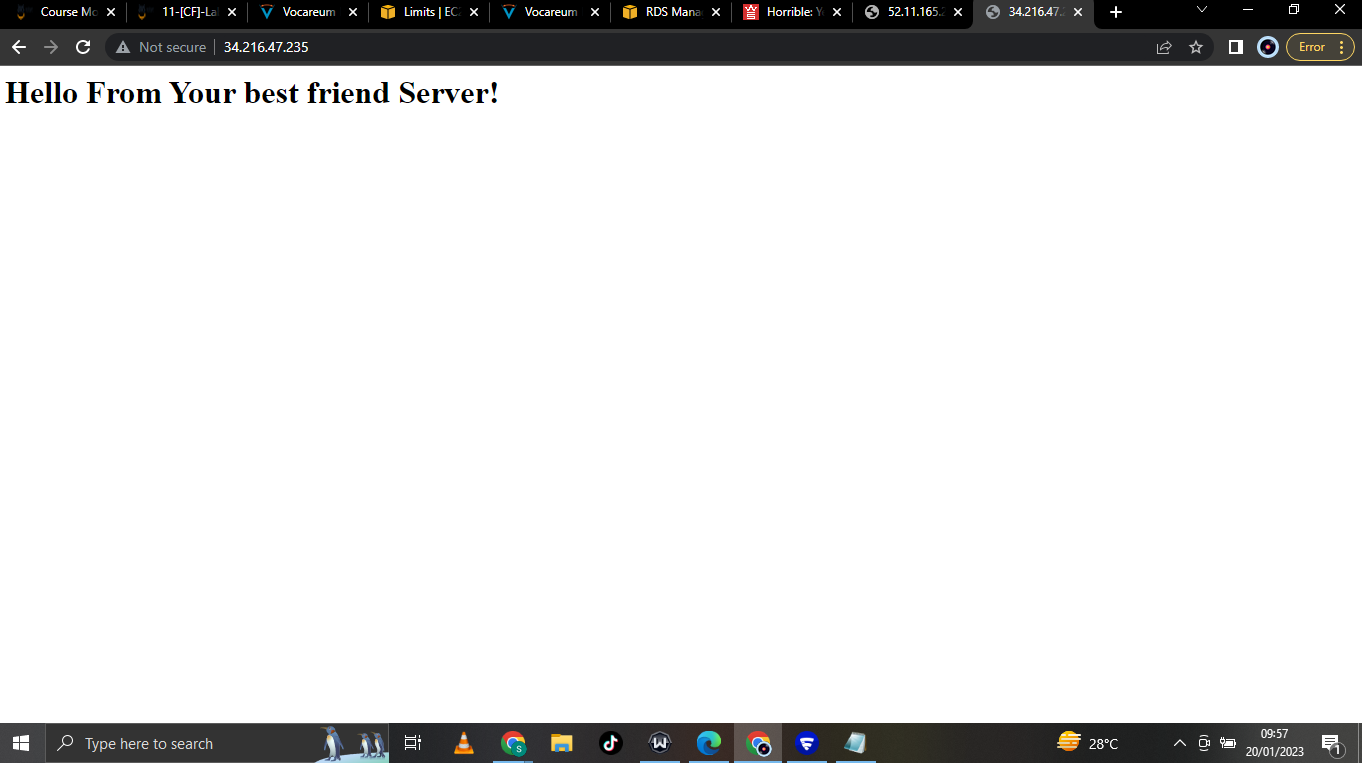 Course Mo
11-[CF]-La
Vocareum
Limits | EC
Vocareum
RDS Mana
Horrible: Y
52.11.165.2
34.216.47.
Not secure
34.216.47.235
Error
Hello From Your best friend Server!
Type here to search
S
28°C
09:57
20/01/2023
1